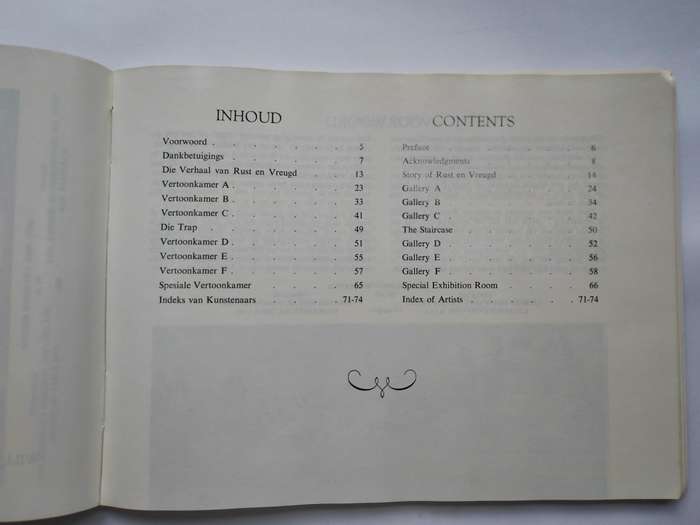 INHOUD
Voorwoord . . . . . . . 5
Dankbetuigings . . . . . . 7
Die Verhaal van Rust en Vreugd . . . 13
Vertoonkamer A . . . . . . 23
Vertoonkamer B . . . . . . 33
Vertoonkamer C . . . . . . 41
Die Trap . . . . . . 49
Vertoonkamer D . . . . . . 51
Vertoonkamer E . . . . . . 55
Vertoonkamer F . . . . . . 57
Spesiale Vertoonkamer . . . . 65
Indeks van Kunstenaars . . . . 71-74
CONTENTS
Preface . . . . . . . 6
Acknowledgments . . . . . 8
Story of Rust en Vreugd . . . . 14
Gallery A . . . . . . 24
Gallery B . . . . . . 34
Gallery C . . . . . . 42
The Staircase . . . . . . 50
Gallery D . . . . . . 52
Gallery E . . . . . . 56
Gallery F . . . . . . 58
Special Exhibition Room . . . . 66
Index of Artists . . . . . . 71-74